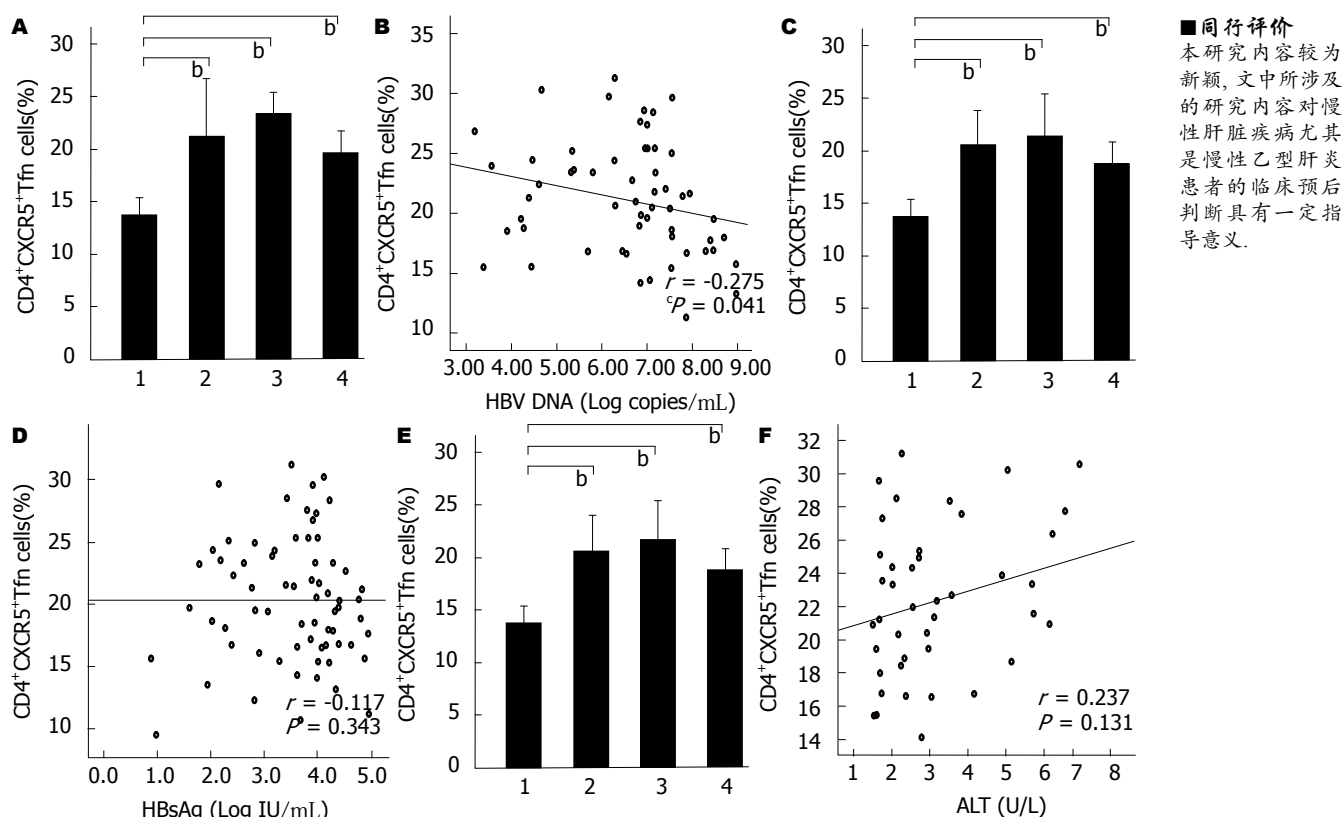 A
30
25
20
15
10
5
0
CD4⁺CXCR5⁺Tfn cells(%)
b
b
b
1 2 3 4
B
35
30
25
20
15
10
CD4⁺CXCR5⁺Tfn cells(%)
r = -0.275
ᶜP = 0.041
3.00 4.00 5.00 6.00 7.00 8.00 9.00
HBV DNA (Log copies/mL)
C
30
25
20
15
10
5
0
CD4⁺CXCR5⁺Tfn cells(%)
b
b
b
1 2 3 4
■同行评价
本研究内容较为
新颖, 文中所涉及
的研究内容对慢
性肝脏疾病尤其
是慢性乙型肝炎
患者的临床预后
判断具有一定指
导意义.
D
30
25
20
15
10
CD4⁺CXCR5⁺Tfn cells(%)
r = -0.117
P = 0.343
0.0 1.0 2.0 3.0 4.0 5.0
HBsAg (Log IU/mL)
E
30
25
20
15
10
5
0
CD4⁺CXCR5⁺Tfn cells(%)
b
b
b
1 2 3 4
F
32
30
28
26
24
22
20
18
16
14
CD4⁺CXCR5⁺Tfn cells(%)
r = 0.237
P = 0.131
1 2 3 4 5 6 7 8
ALT (U/L)